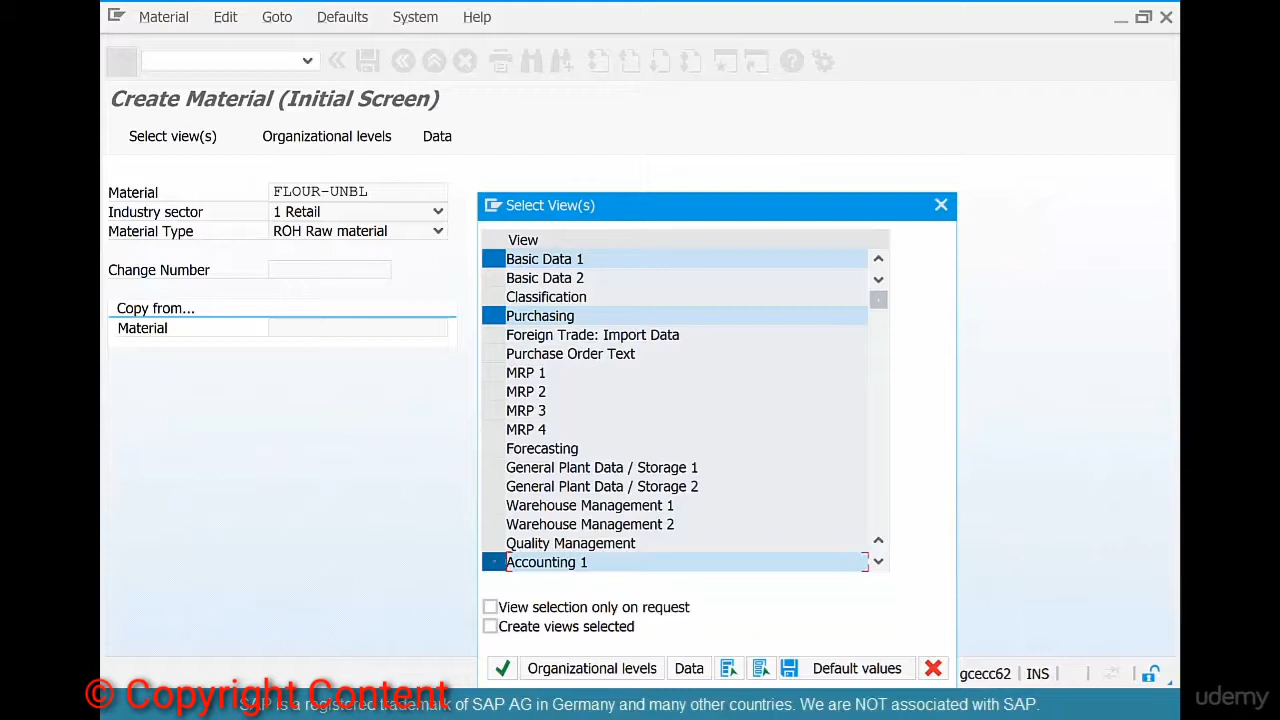 Material Edit Goto Defaults System Help
Create Material (Initial Screen)
Select view(s) Organizational levels Data
Material FLOUR-UNBL
Industry sector 1 Retail
Material Type ROH Raw material
Change Number
Copy from...
Material
Select View(s)
View
Basic Data 1
Basic Data 2
Classification
Purchasing
Foreign Trade: Import Data
Purchase Order Text
MRP 1
MRP 2
MRP 3
MRP 4
Forecasting
General Plant Data / Storage 1
General Plant Data / Storage 2
Warehouse Management 1
Warehouse Management 2
Quality Management
Accounting 1
View selection only on request
Create views selected
Organizational levels Data Default values
gcecc62 INS
© Copyright Content
SAP is a registered trademark of SAP AG in Germany and many other countries. We are NOT associated with SAP.
udemy